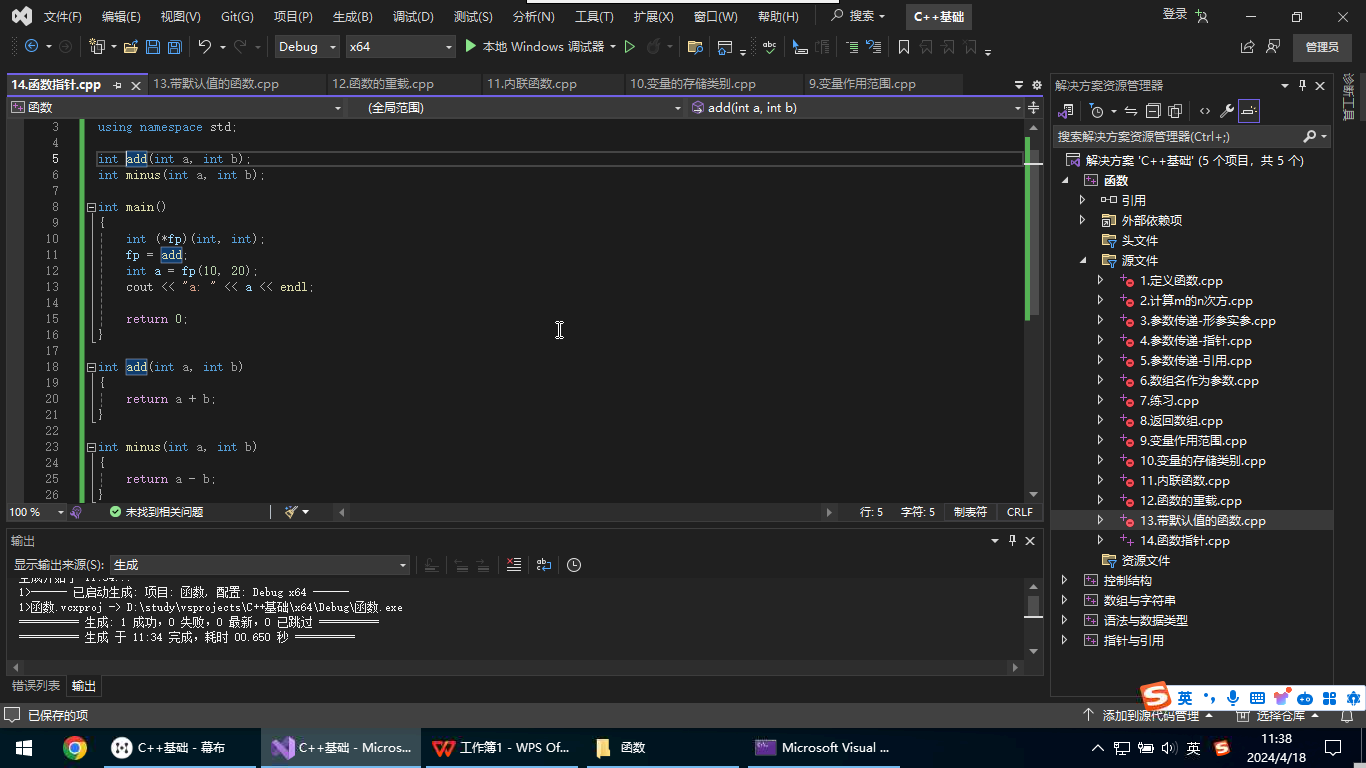 文件(F) 编辑(E) 视图(V) Git(G) 项目(P) 生成(B) 调试(D) 测试(S) 分析(N) 工具(T) 扩展(X) 窗口(W) 帮助(H) 搜索 C++基础 登录
Debug x64 本地 Windows 调试器 管理员
14.函数指针.cpp 13.带默认值的函数.cpp 12.函数的重载.cpp 11.内联函数.cpp 10.变量的存储类别.cpp 9.变量作用范围.cpp
函数 (全局范围) add(int a, int b)
3 using namespace std;
4
5 int add(int a, int b);
6 int minus(int a, int b);
7
8 int main()
9 {
10 int (*fp)(int, int);
11 fp = add;
12 int a = fp(10, 20);
13 cout << "a: " << a << endl;
14
15 return 0;
16 }
17
18 int add(int a, int b)
19 {
20 return a + b;
21 }
22
23 int minus(int a, int b)
24 {
25 return a - b;
26 }
100 % 未找到相关问题 行: 5 字符: 5 制表符 CRLF
输出
显示输出来源(S): 生成
生成开始于 11:34...
1>------ 已启动生成: 项目: 函数, 配置: Debug x64 ------
1>函数.vcxproj -> D:\study\vsprojects\C++基础\x64\Debug\函数.exe
========== 生成: 1 成功，0 失败，0 最新，0 已跳过 ==========
========== 生成 于 11:34 完成，耗时 00.650 秒 ==========
错误列表 输出
解决方案资源管理器
搜索解决方案资源管理器(Ctrl+;)
解决方案 'C++基础' (5 个项目，共 5 个)
函数
引用
外部依赖项
头文件
源文件
1.定义函数.cpp
2.计算m的n次方.cpp
3.参数传递-形参实参.cpp
4.参数传递-指针.cpp
5.参数传递-引用.cpp
6.数组名作为参数.cpp
7.练习.cpp
8.返回数组.cpp
9.变量作用范围.cpp
10.变量的存储类别.cpp
11.内联函数.cpp
12.函数的重载.cpp
13.带默认值的函数.cpp
14.函数指针.cpp
资源文件
控制结构
数组与字符串
语法与数据类型
指针与引用
诊断工具
英
已保存的项 添加到源代码管理 选择仓库
C++基础 - 幕布 C++基础 - Micros... 工作簿1 - WPS Of... 函数 Microsoft Visual ... 英 11:38
2024/4/18